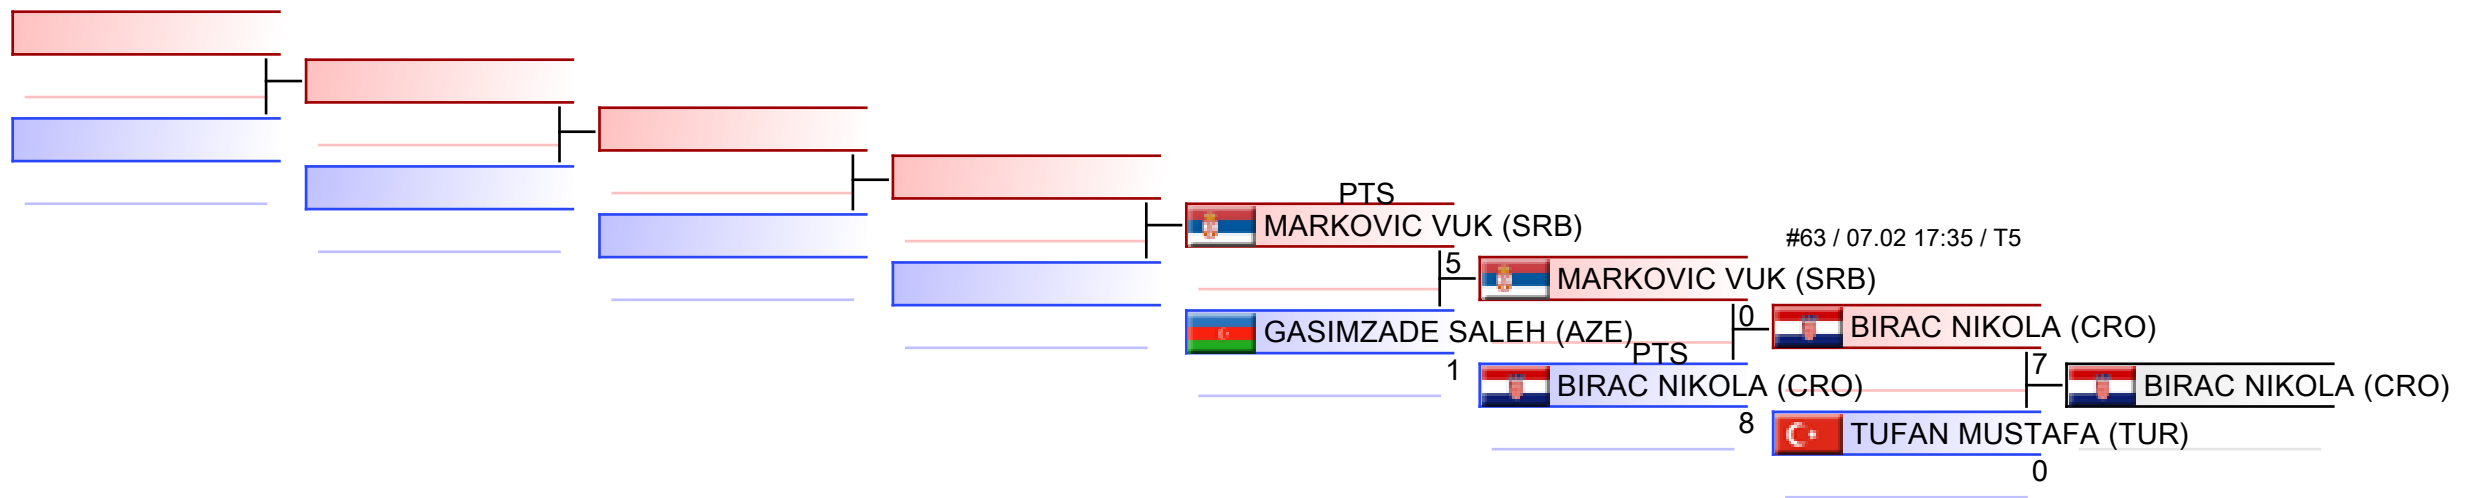 PTS
MARKOVIC VUK (SRB)
#63 / 07.02 17:35 / T5
5
MARKOVIC VUK (SRB)
0
BIRAC NIKOLA (CRO)
GASIMZADE SALEH (AZE)
PTS
1
7
BIRAC NIKOLA (CRO)
BIRAC NIKOLA (CRO)
8
TUFAN MUSTAFA (TUR)
0